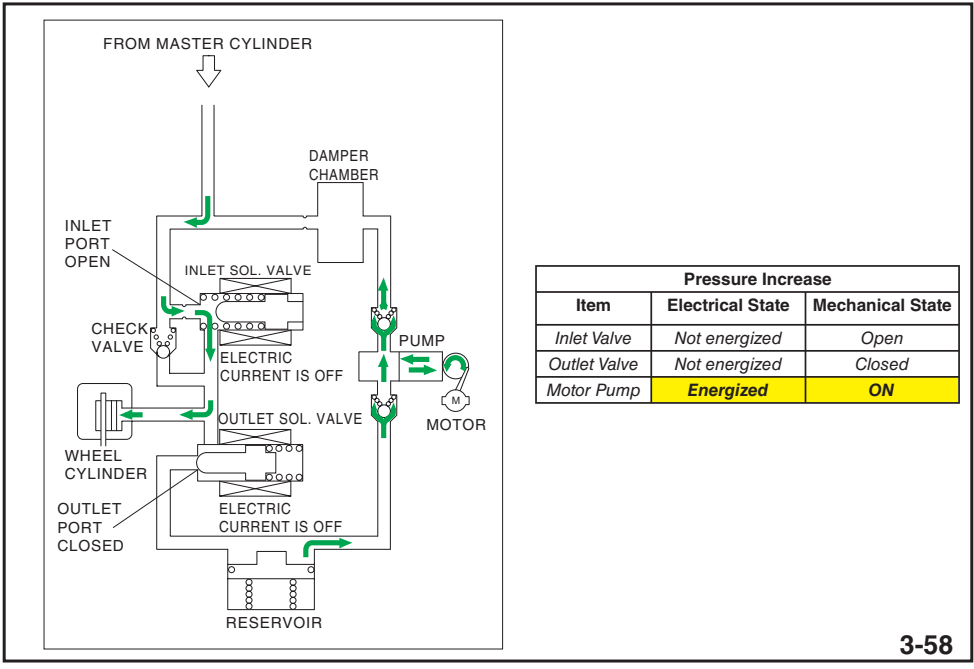 FROM MASTER CYLINDER
DAMPER
CHAMBER
INLET
PORT
OPEN
INLET SOL. VALVE
CHECK
VALVE
ELECTRIC
CURRENT IS OFF
PUMP
M
MOTOR
OUTLET SOL. VALVE
WHEEL
CYLINDER
OUTLET
PORT
CLOSED
ELECTRIC
CURRENT IS OFF
RESERVOIR
Pressure Increase
Item Electrical State Mechanical State
Inlet Valve Not energized Open
Outlet Valve Not energized Closed
Motor Pump Energized ON
3-58